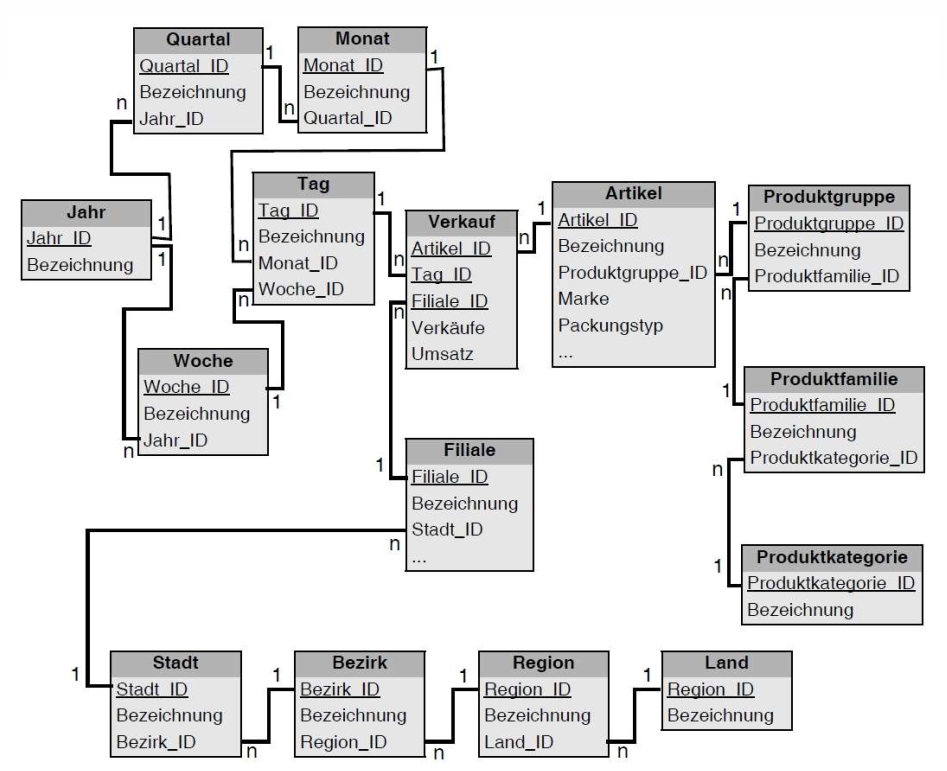 Quartal
Quartal_ID
Bezeichnung
Jahr_ID
1
n
Monat
Monat_ID
Bezeichnung
Quartal_ID
1
n
Jahr
Jahr_ID
Bezeichnung
1
1
Tag
Tag_ID
Bezeichnung
Monat_ID
Woche_ID
1
n
n
Verkauf
Artikel_ID
Tag_ID
Filiale_ID
Verkäufe
Umsatz
n
n
n
Artikel
Artikel_ID
Bezeichnung
Produktgruppe_ID
Marke
Packungstyp
...
1
n
Produktgruppe
Produktgruppe_ID
Bezeichnung
Produktfamilie_ID
1
n
Woche
Woche_ID
Bezeichnung
Jahr_ID
1
n
Produktfamilie
Produktfamilie_ID
Bezeichnung
Produktkategorie_ID
1
n
Filiale
Filiale_ID
Bezeichnung
Stadt_ID
...
1
n
Produktkategorie
Produktkategorie_ID
Bezeichnung
1
Stadt
Stadt_ID
Bezeichnung
Bezirk_ID
1
n
Bezirk
Bezirk_ID
Bezeichnung
Region_ID
1
n
Region
Region_ID
Bezeichnung
Land_ID
1
n
Land
Region_ID
Bezeichnung
1